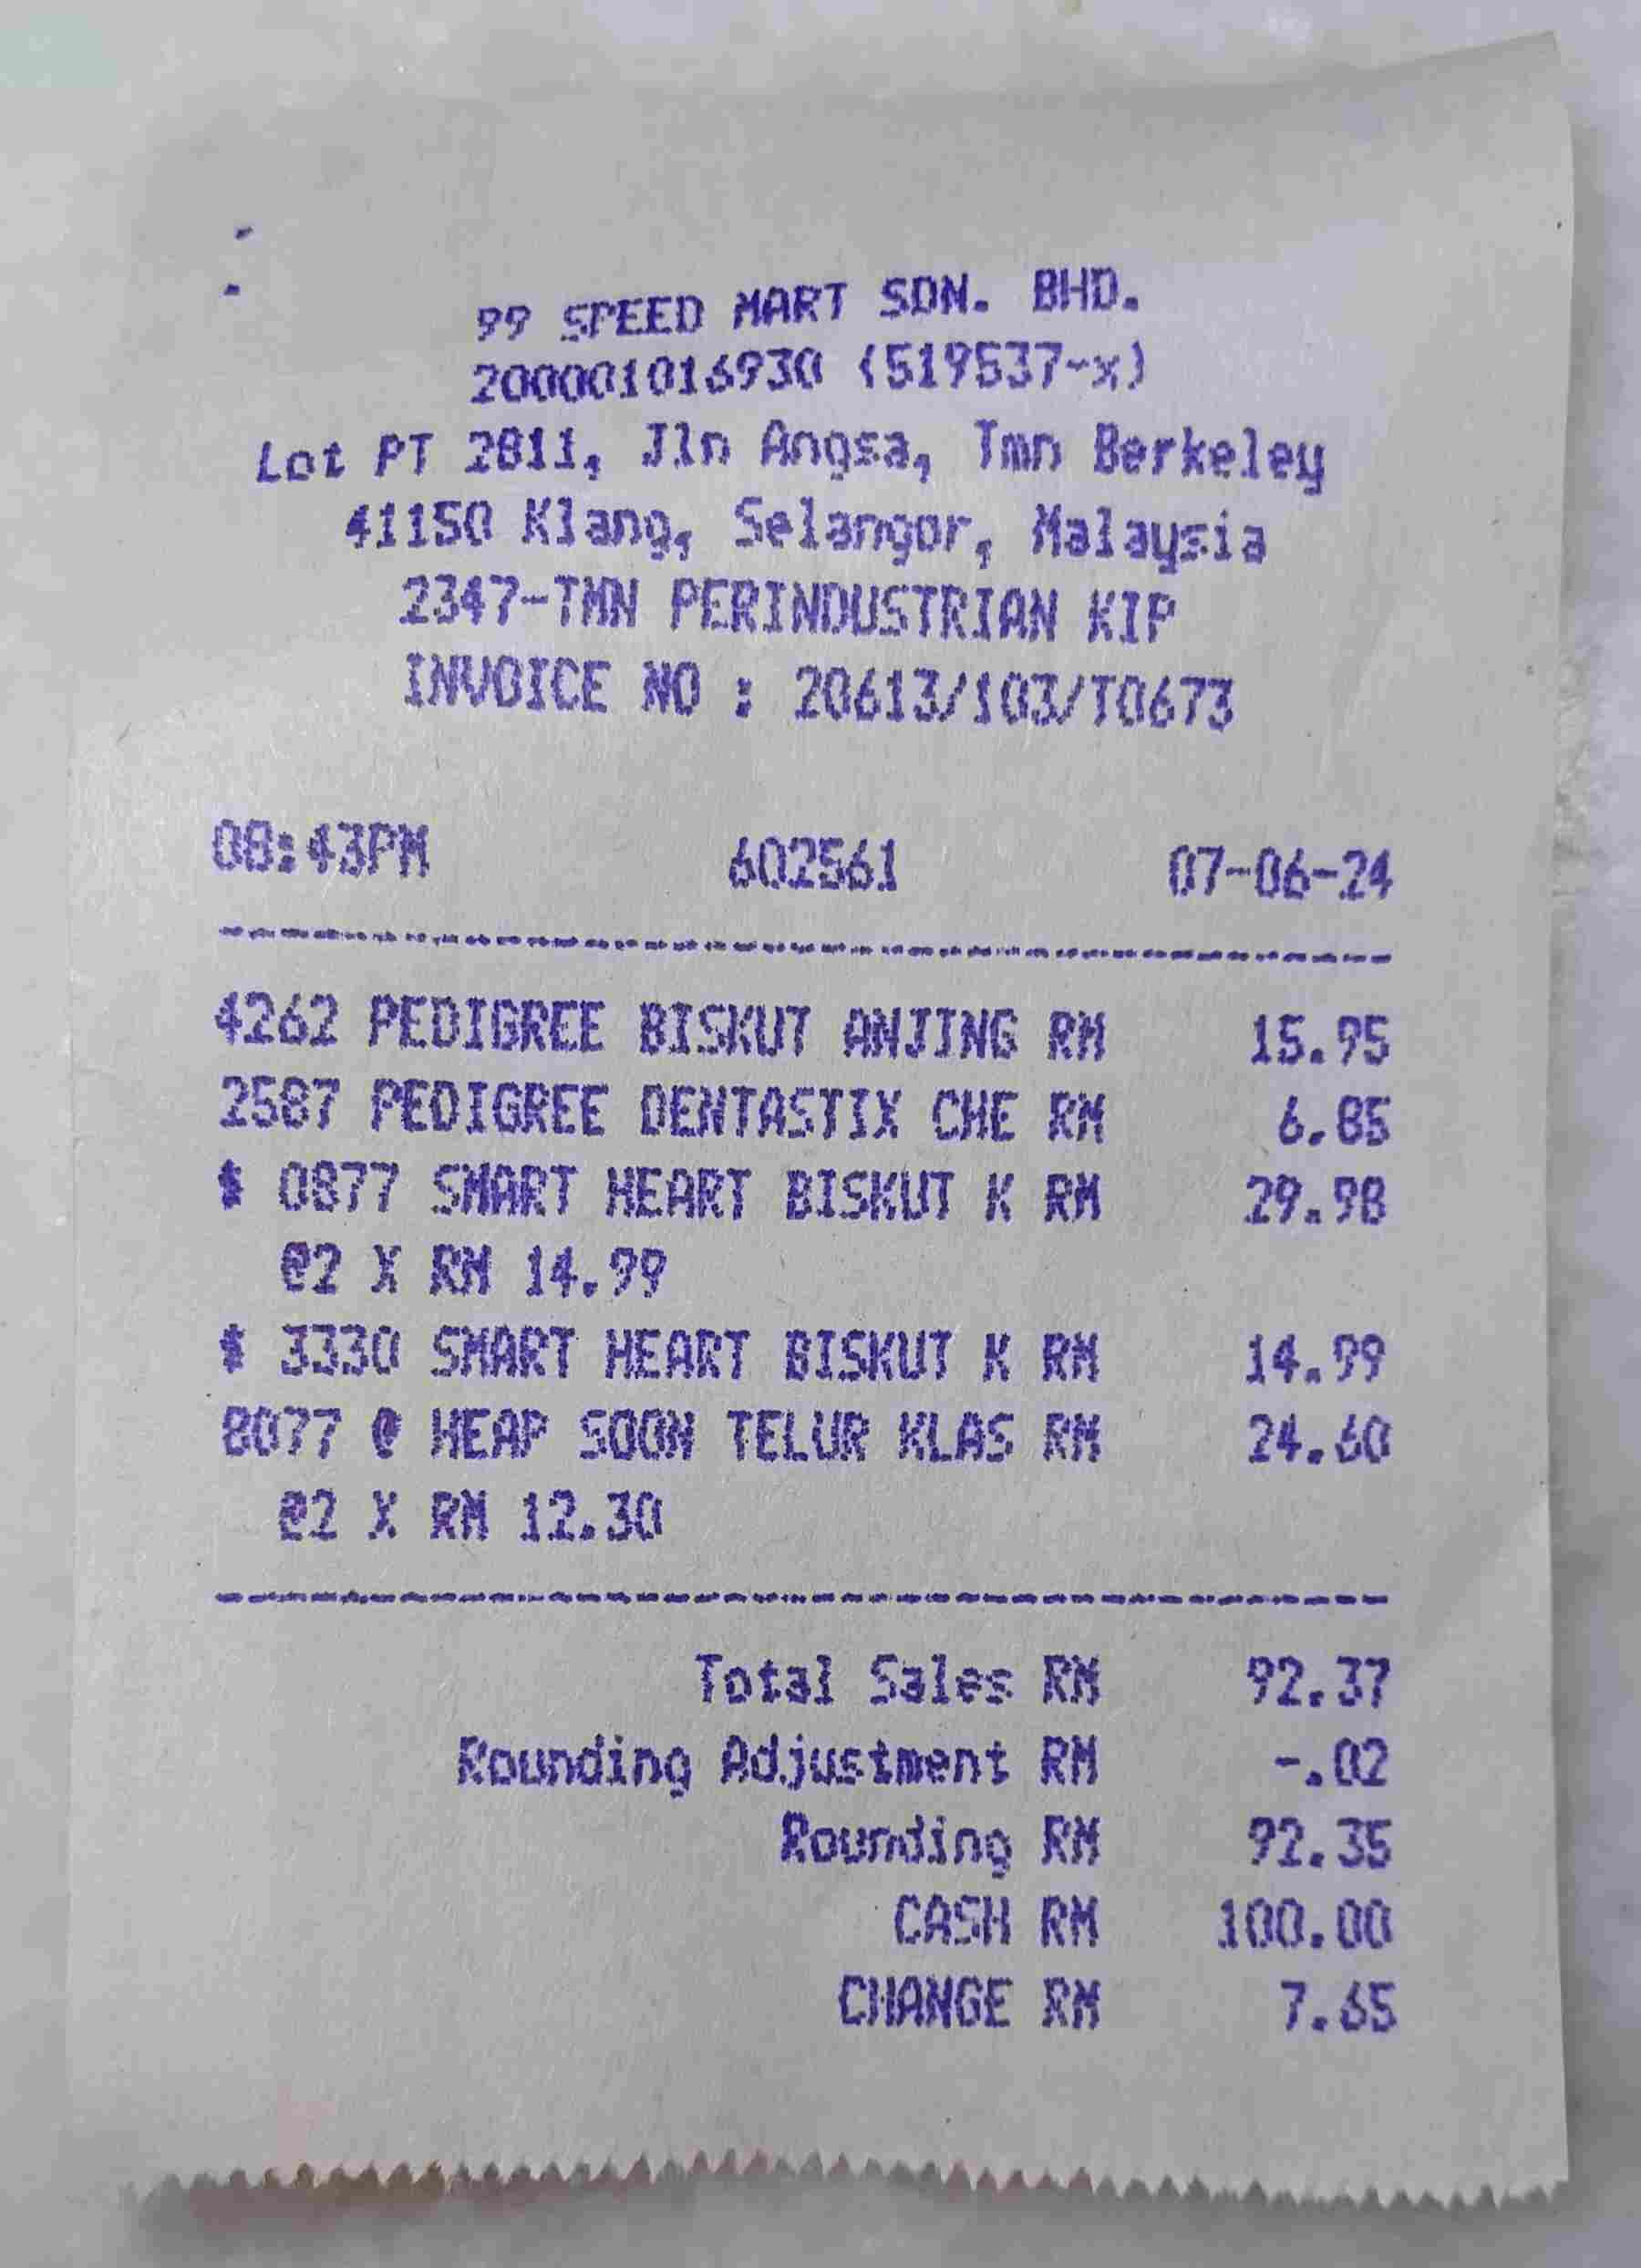 99 SPEED MART SDN. BHD.
200001016930 (519537-x)
Lot PT 2811, Jln Angsa, Tmn Berkeley
41150 Klang, Selangor, Malaysia
2347-TMN PERINDUSTRIAN KIP
INVOICE NO : 20613/103/T0673
08:43PM 602561 07-06-24
4262 PEDIGREE BISKUT ANJING RM 15.95
2587 PEDIGREE DENTASTIX CHE RM 6.85
$ 0877 SMART HEART BISKUT K RM 29.98
@2 X RM 14.99
$ 3330 SMART HEART BISKUT K RM 14.99
8077 @ HEAP SOON TELUR KLAS RM 24.60
@2 X RM 12.30
Total Sales RM 92.37
Rounding Adjustment RM -.02
Rounding RM 92.35
CASH RM 100.00
CHANGE RM 7.65